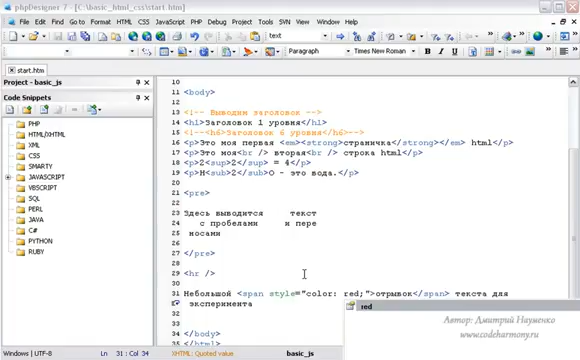 phpDesigner 7 - [C:\basic_html_css\start.htm]
File Edit Find Go to Format HTML CSS JavaScript PHP Debug Project Tools SVN View Window Help
text
Paragraph Times New Roman B I U
start.htm
Project - basic_js
Code Snippets
PHP
HTML/XHTML
XML
CSS
SMARTY
JAVASCRIPT
VBSCRIPT
SQL
PERL
JAVA
C#
PYTHON
RUBY
10
11 <body>
12
13 <!-- Выводим заголовок -->
14 <h1>Заголовок 1 уровня</h1>
15 <!--<h6>Заголовок 6 уровня</h6>-->
16 <p>Это моя первая <em><strong>страничка</strong></em> html</p>
17 <p>Это моя<br /> вторая<br /> строка html</p>
18 <p>2<sup>2</sup> = 4</p>
19 <p>H<sub>2</sub>O - это вода.</p>
20
21 <pre>
22
23 Здесь выводится текст
24 с пробелами и пере
25 носами
26
27 </pre>
28
29 <hr />
30
31 Небольшой <span style="color: red;">отрывок</span> текста для
эксперимента
33
34 </body>
35 </html>
red
Автор: Дмитрий Науменко
www.codeharmony.ru
Windows | UTF-8 Ln 31 : Col 34 XHTML: Quoted value basic_js